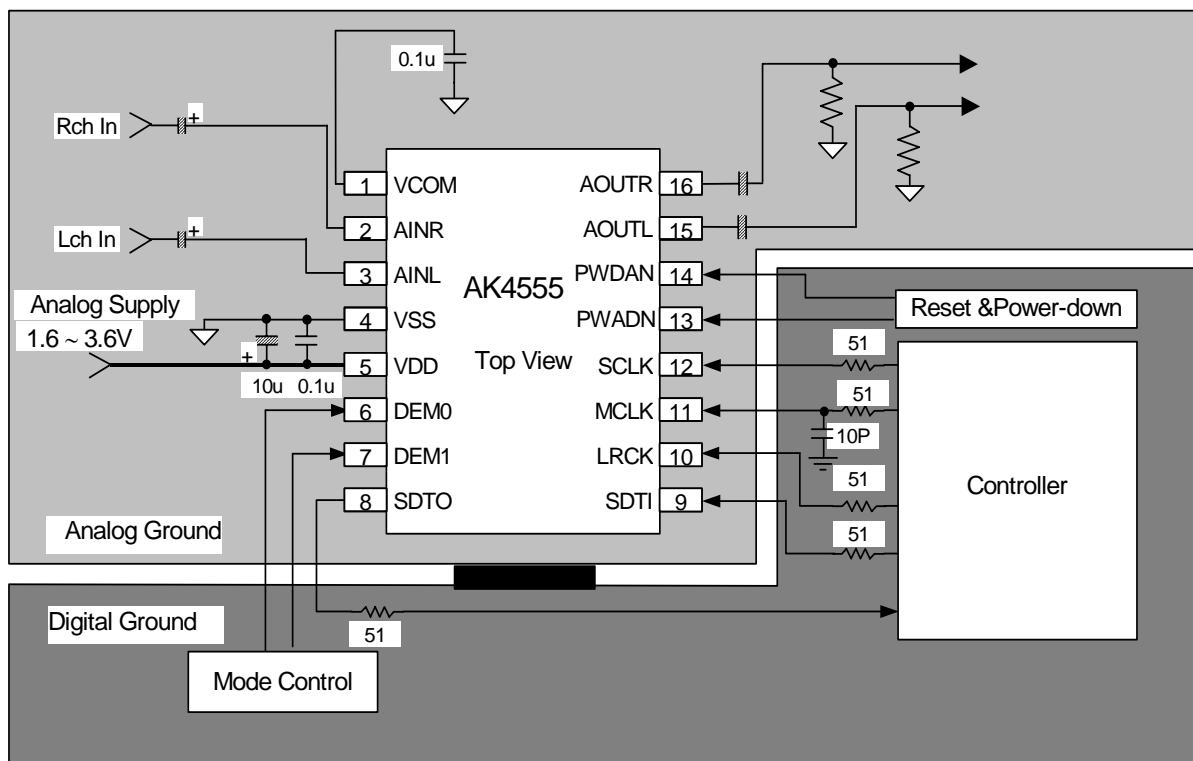 0.1u
Rch In
+
Lch In
+
Analog Supply
1.6 ~ 3.6V
+
10u
0.1u
1 VCOM
2 AINR
3 AINL
4 VSS
5 VDD
6 DEM0
7 DEM1
8 SDTO
AK4555
Top View
AOUTR 16
AOUTL 15
PWDAN 14
PWADN 13
SCLK 12
MCLK 11
LRCK 10
SDTI 9
Reset &Power-down
51
51
10P
51
51
Controller
Analog Ground
Digital Ground
51
Mode Control